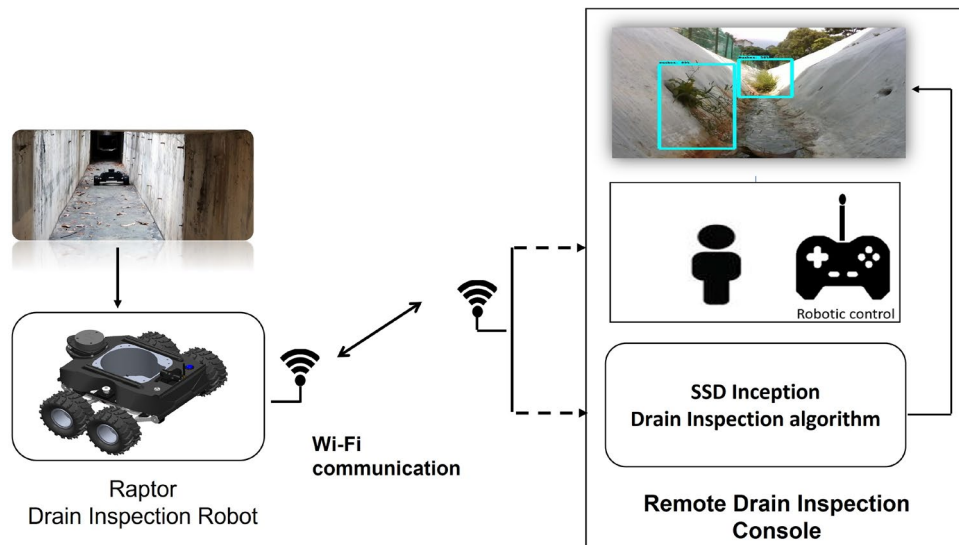 Robotic control
SSD Inception
Drain Inspection algorithm
Wi-Fi
communication
Raptor
Drain Inspection Robot
Remote Drain Inspection
Console